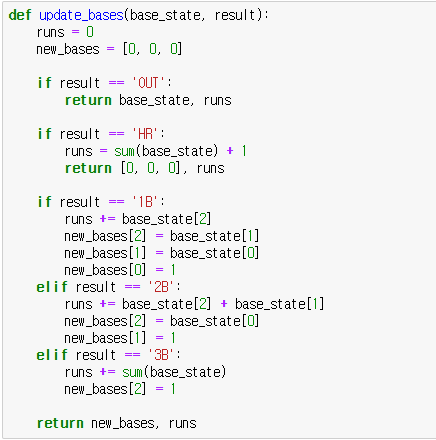 def update_bases(base_state, result):
    runs = 0
    new_bases = [0, 0, 0]

    if result == 'OUT':
        return base_state, runs

    if result == 'HR':
        runs = sum(base_state) + 1
        return [0, 0, 0], runs

    if result == '1B':
        runs += base_state[2]
        new_bases[2] = base_state[1]
        new_bases[1] = base_state[0]
        new_bases[0] = 1
    elif result == '2B':
        runs += base_state[2] + base_state[1]
        new_bases[2] = base_state[0]
        new_bases[1] = 1
    elif result == '3B':
        runs += sum(base_state)
        new_bases[2] = 1

    return new_bases, runs